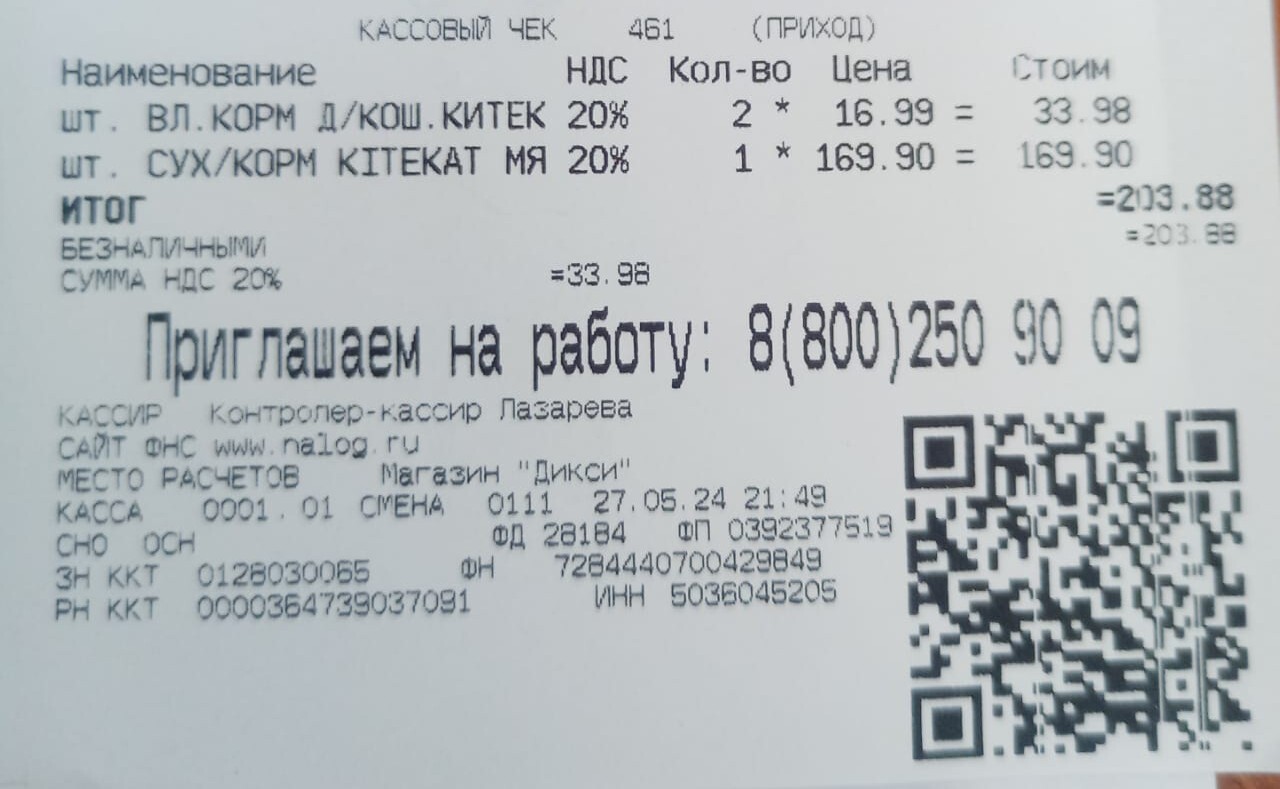 КАССОВЫЙ ЧЕК 461 (ПРИХОД)
Наименование НДС Кол-во Цена Стоим
шт. ВЛ.КОРМ Д/КОШ.КИТЕК 20% 2 * 16.99 = 33.98
шт. СУХ/КОРМ KITEKAT МЯ 20% 1 * 169.90 = 169.90
ИТОГ =203.88
БЕЗНАЛИЧНЫМИ =203.88
СУММА НДС 20% =33.98
Приглашаем на работу: 8(800)250 90 09
КАССИР Контролер-кассир Лазарева
САЙТ ФНС www.nalog.ru
МЕСТО РАСЧЕТОВ Магазин "Дикси"
КАССА 0001.01 СМЕНА 0111 27.05.24 21:49
СНО ОСН ФД 28184 ФП 0392377519
ЗН ККТ 0128030065 ФН 7284440700429849
РН ККТ 0000364739037091 ИНН 5036045205